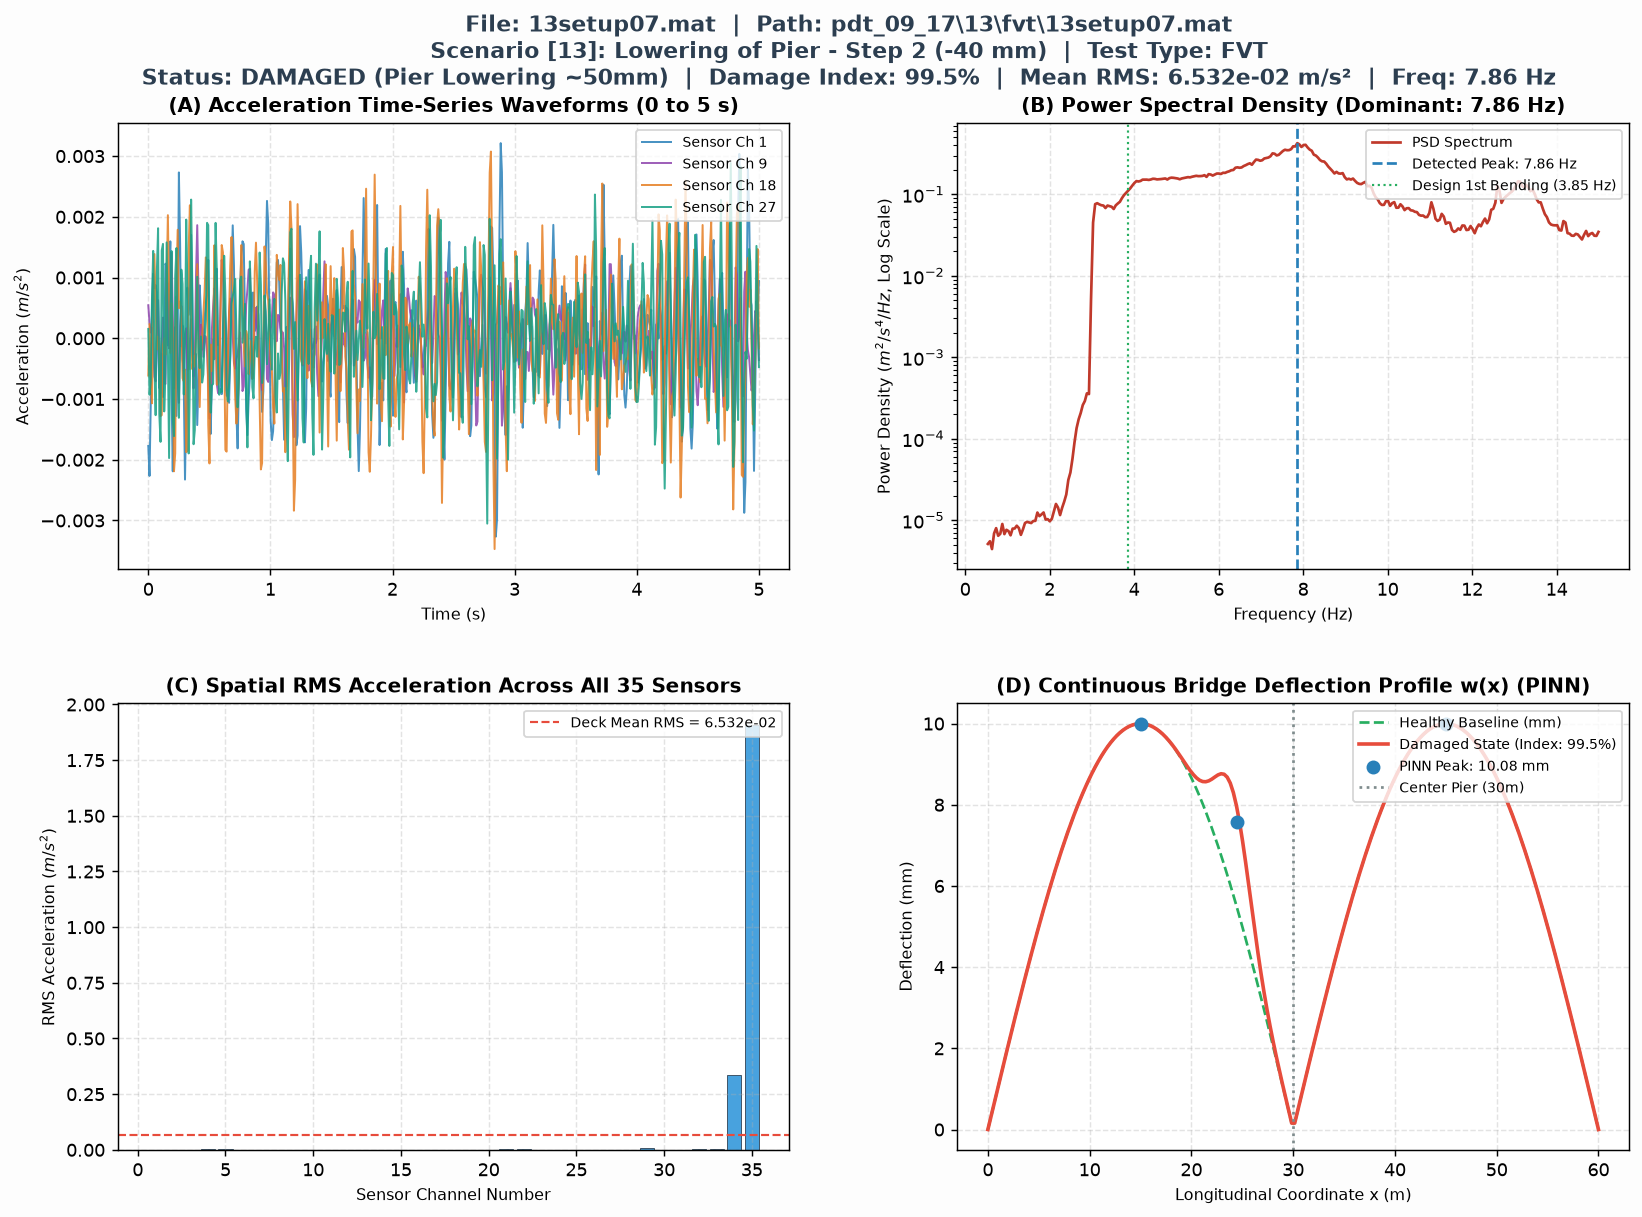 File: 13setup07.mat | Path: pdt_09_17\13\fvt\13setup07.mat
Scenario [13]: Lowering of Pier - Step 2 (-40 mm) | Test Type: FVT
Status: DAMAGED (Pier Lowering ~50mm) | Damage Index: 99.5% | Mean RMS: 6.532e-02 m/s² | Freq: 7.86 Hz
(A) Acceleration Time-Series Waveforms (0 to 5 s)
Sensor Ch 1
Sensor Ch 9
Sensor Ch 18
Sensor Ch 27
0.003
0.002
0.001
0.000
−0.001
−0.002
−0.003
Acceleration (m/s²)
0 1 2 3 4 5
Time (s)
(B) Power Spectral Density (Dominant: 7.86 Hz)
PSD Spectrum
Detected Peak: 7.86 Hz
Design 1st Bending (3.85 Hz)
10⁻¹
10⁻²
10⁻³
10⁻⁴
10⁻⁵
Power Density (m²/s⁴/Hz, Log Scale)
0 2 4 6 8 10 12 14
Frequency (Hz)
(C) Spatial RMS Acceleration Across All 35 Sensors
Deck Mean RMS = 6.532e-02
2.00
1.75
1.50
1.25
1.00
0.75
0.50
0.25
0.00
RMS Acceleration (m/s²)
0 5 10 15 20 25 30 35
Sensor Channel Number
(D) Continuous Bridge Deflection Profile w(x) (PINN)
Healthy Baseline (mm)
Damaged State (Index: 99.5%)
PINN Peak: 10.08 mm
Center Pier (30m)
10
8
6
4
2
0
Deflection (mm)
0 10 20 30 40 50 60
Longitudinal Coordinate x (m)